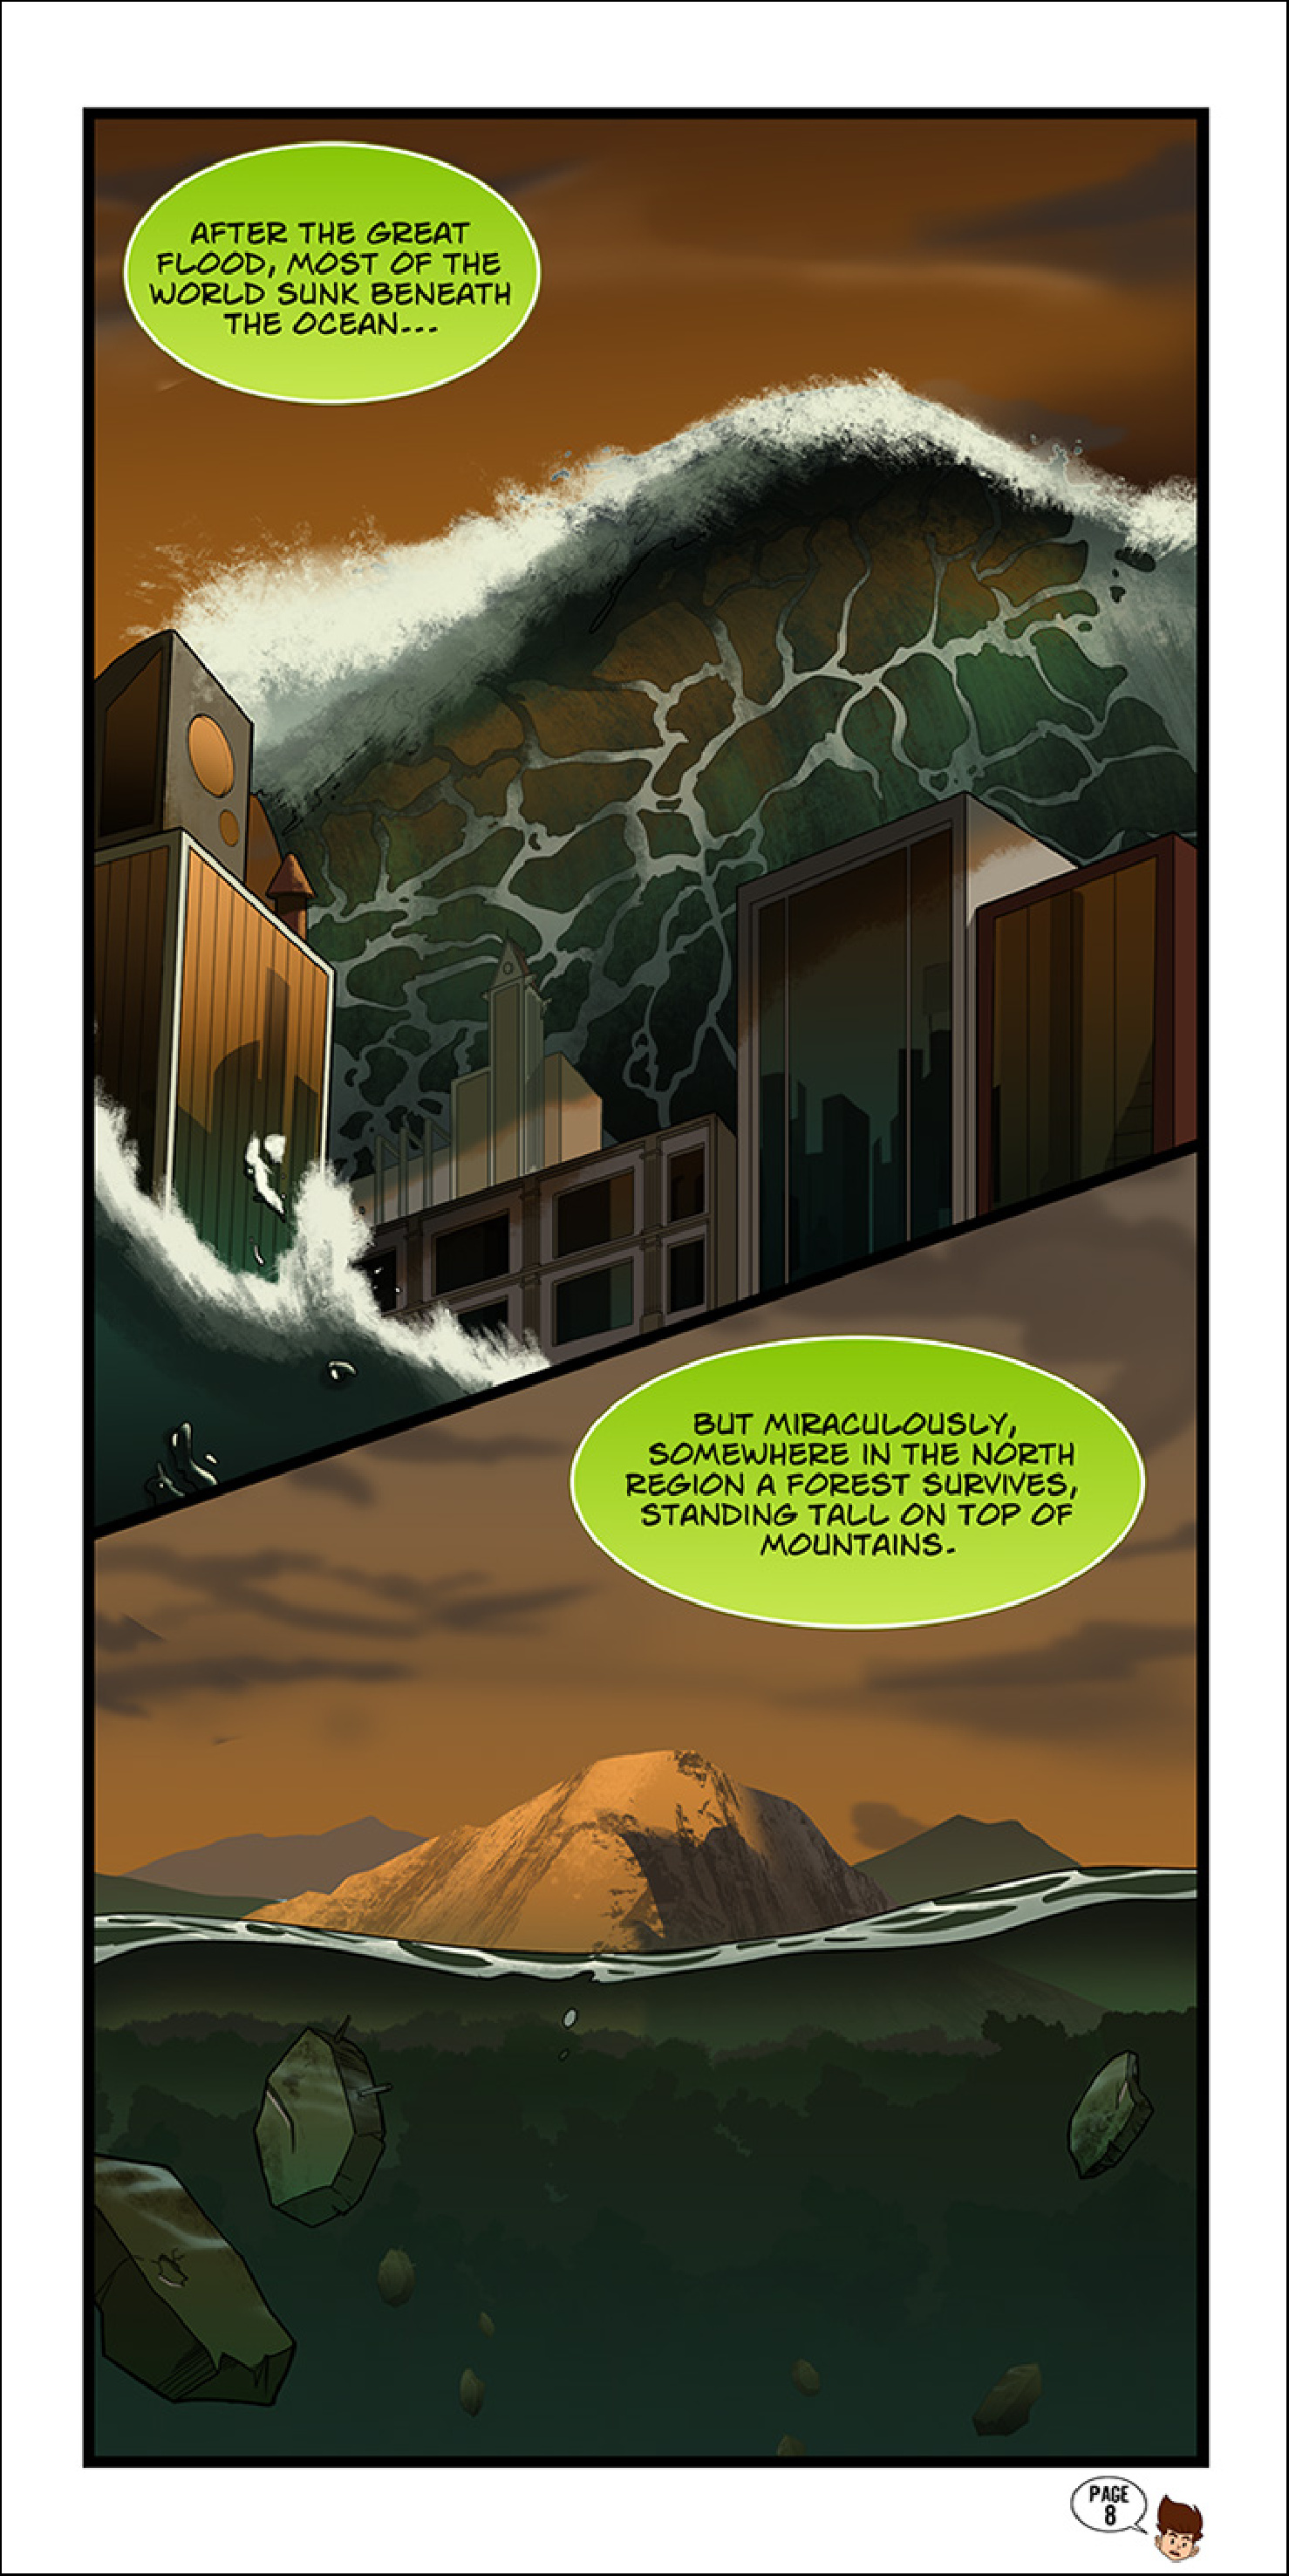 AFTER THE GREAT
FLOOD, MOST OF THE
WORLD SUNK BENEATH
THE OCEAN...
BUT MIRACULOUSLY,
SOMEWHERE IN THE NORTH
REGION A FOREST SURVIVES,
STANDING TALL ON TOP OF
MOUNTAINS.
PAGE
8